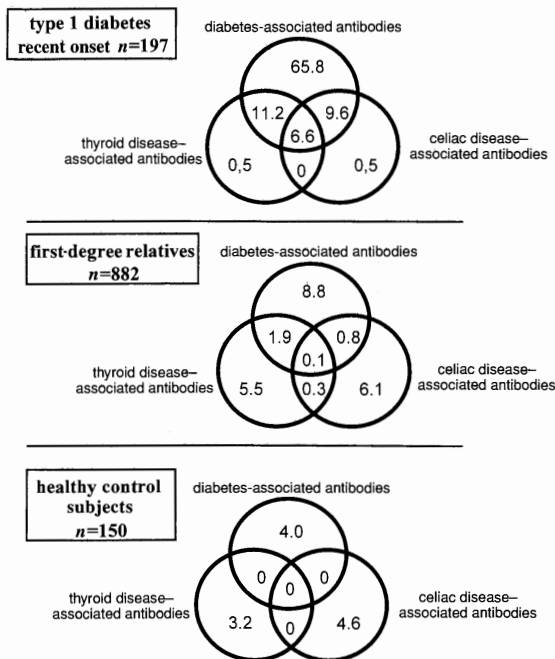 type 1 diabetes
recent onset n=197
diabetes-associated antibodies
65.8
11.2
9.6
6.6
thyroid disease–
associated antibodies
celiac disease–
associated antibodies
0,5
0
0,5
first-degree relatives
n=882
diabetes-associated antibodies
8.8
1.9
0.8
0.1
thyroid disease–
associated antibodies
celiac disease–
associated antibodies
5.5
0.3
6.1
healthy control
subjects
n=150
diabetes-associated antibodies
4.0
0
0
0
thyroid disease–
associated antibodies
celiac disease–
associated antibodies
3.2
0
4.6